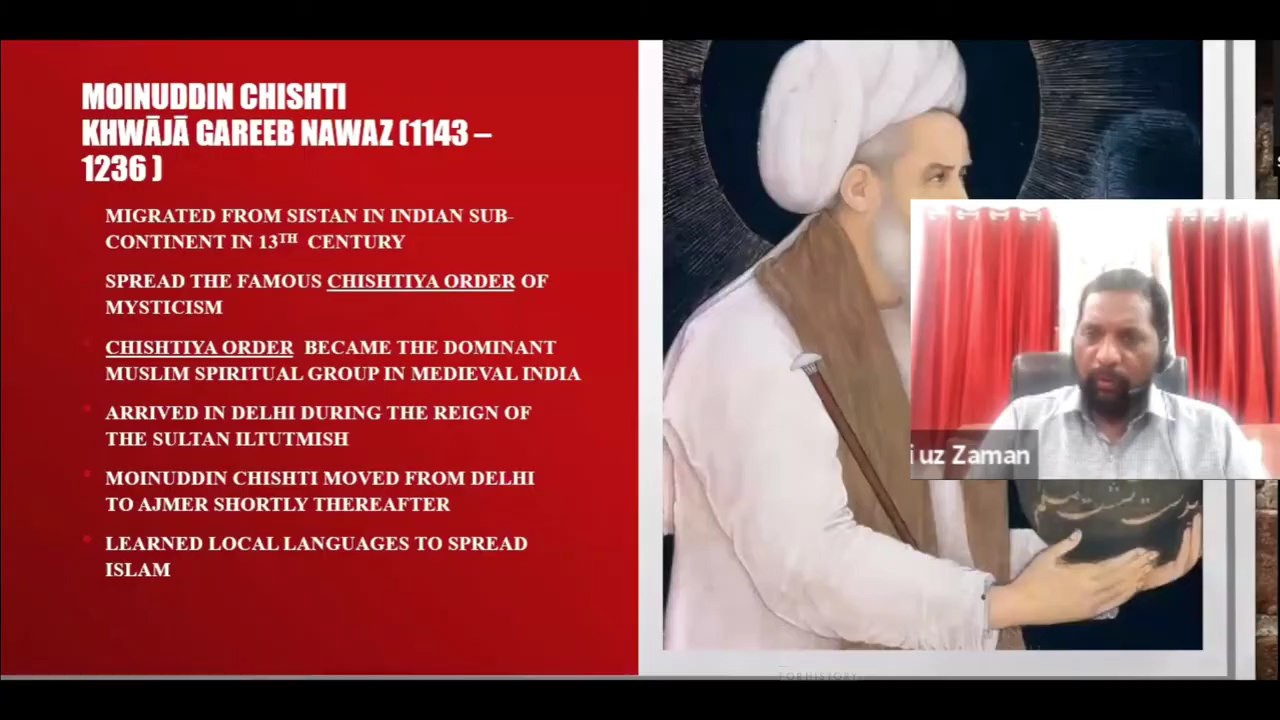 MOINUDDIN CHISHTI
KHWĀJĀ GAREEB NAWAZ (1143 –
1236 )
MIGRATED FROM SISTAN IN INDIAN SUB-
CONTINENT IN 13TH CENTURY
SPREAD THE FAMOUS CHISHTIYA ORDER OF
MYSTICISM
CHISHTIYA ORDER BECAME THE DOMINANT
MUSLIM SPIRITUAL GROUP IN MEDIEVAL INDIA
ARRIVED IN DELHI DURING THE REIGN OF
THE SULTAN ILTUTMISH
MOINUDDIN CHISHTI MOVED FROM DELHI
TO AJMER SHORTLY THEREAFTER
LEARNED LOCAL LANGUAGES TO SPREAD
ISLAM
i uz Zaman
FORHISTORY